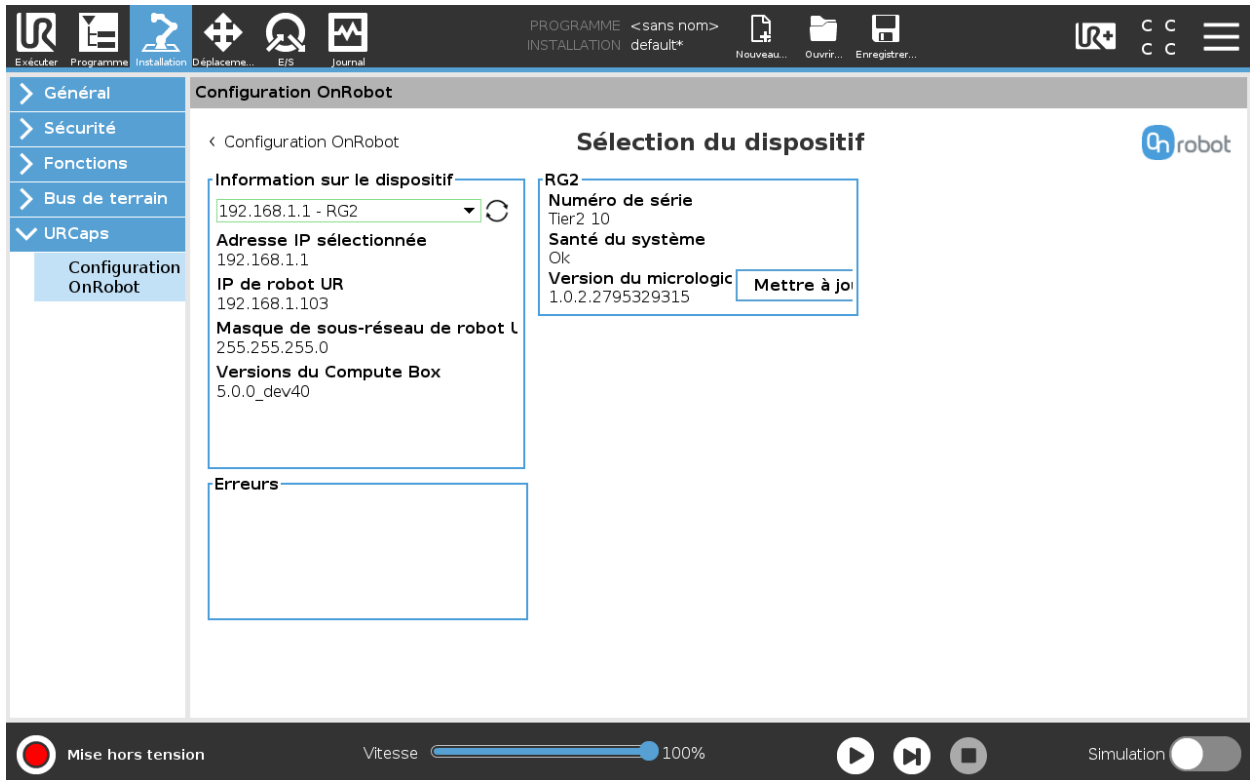 PROGRAMME <sans nom>
INSTALLATION default*
Exécuter
Programme
Installation
Déplaceme...
E/S
Journal
Nouveau...
Ouvrir...
Enregistrer...
UR+
C C
C C
Général
Sécurité
Fonctions
Bus de terrain
URCaps
Configuration
OnRobot
Configuration OnRobot
< Configuration OnRobot
Sélection du dispositif
On robot
Information sur le dispositif
192.168.1.1 - RG2
Adresse IP sélectionnée
192.168.1.1
IP de robot UR
192.168.1.103
Masque de sous-réseau de robot U
255.255.255.0
Versions du Compute Box
5.0.0_dev40
RG2
Numéro de série
Tier2 10
Santé du système
Ok
Version du micrologic
1.0.2.2795329315
Mettre à jou
Erreurs
Mise hors tension
Vitesse
100%
Simulation